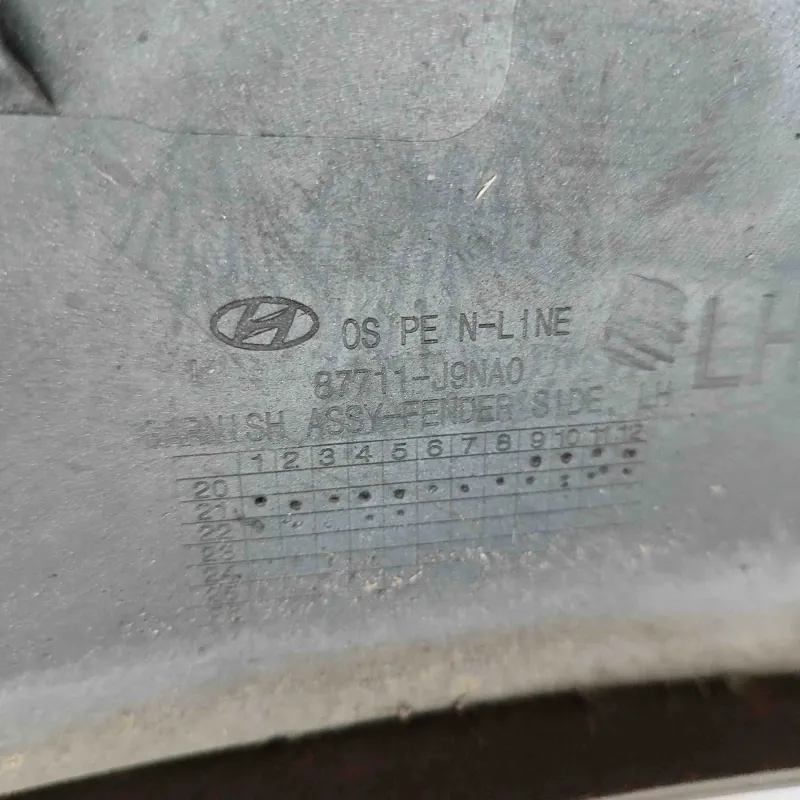 OS PE N-LINE
LH
87711-J9NA0
GARNISH ASSY-FENDER SIDE, LH
1 2 3 4 5 6 7 8 9 10 11 12
20
21
22